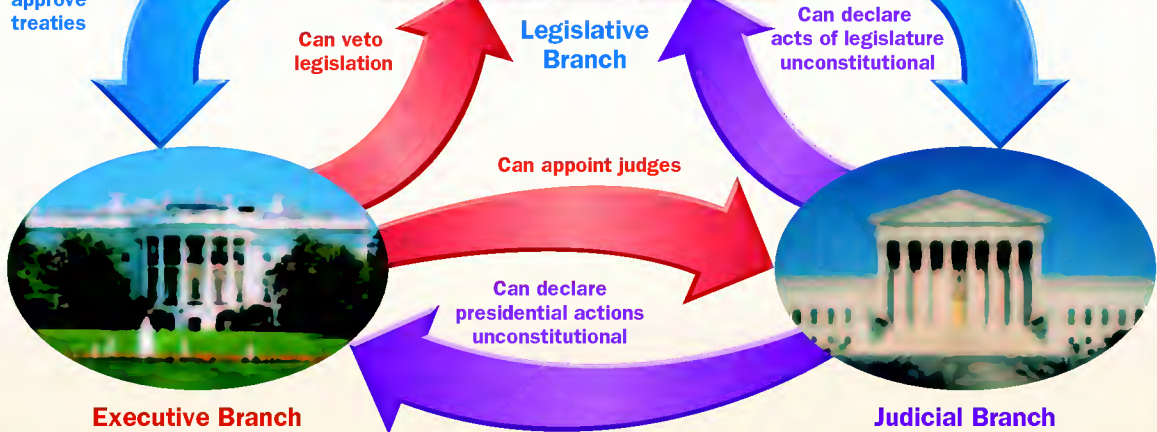 approve
treaties
Can veto
legislation
Legislative
Branch
Can declare
acts of legislature
unconstitutional
Can appoint judges
Can declare
presidential actions
unconstitutional
Executive Branch
Judicial Branch